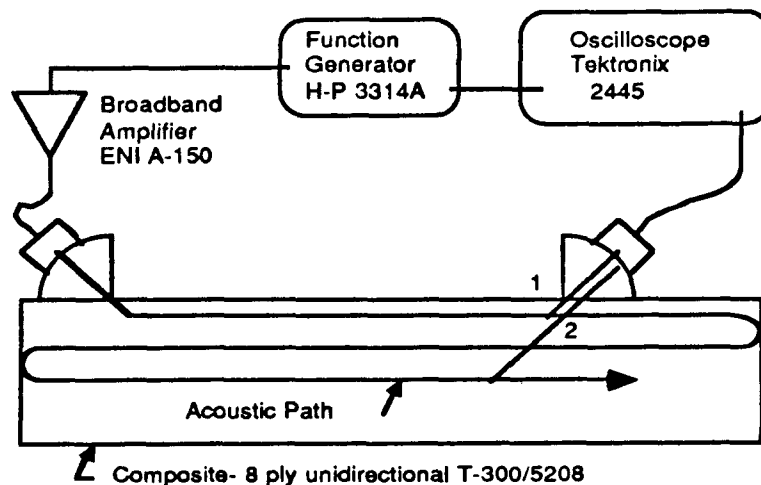 Function
Generator
H-P 3314A
Oscilloscope
Tektronix
2445
Broadband
Amplifier
ENI A-150
1
2
Acoustic Path
Composite- 8 ply unidirectional T-300/5208